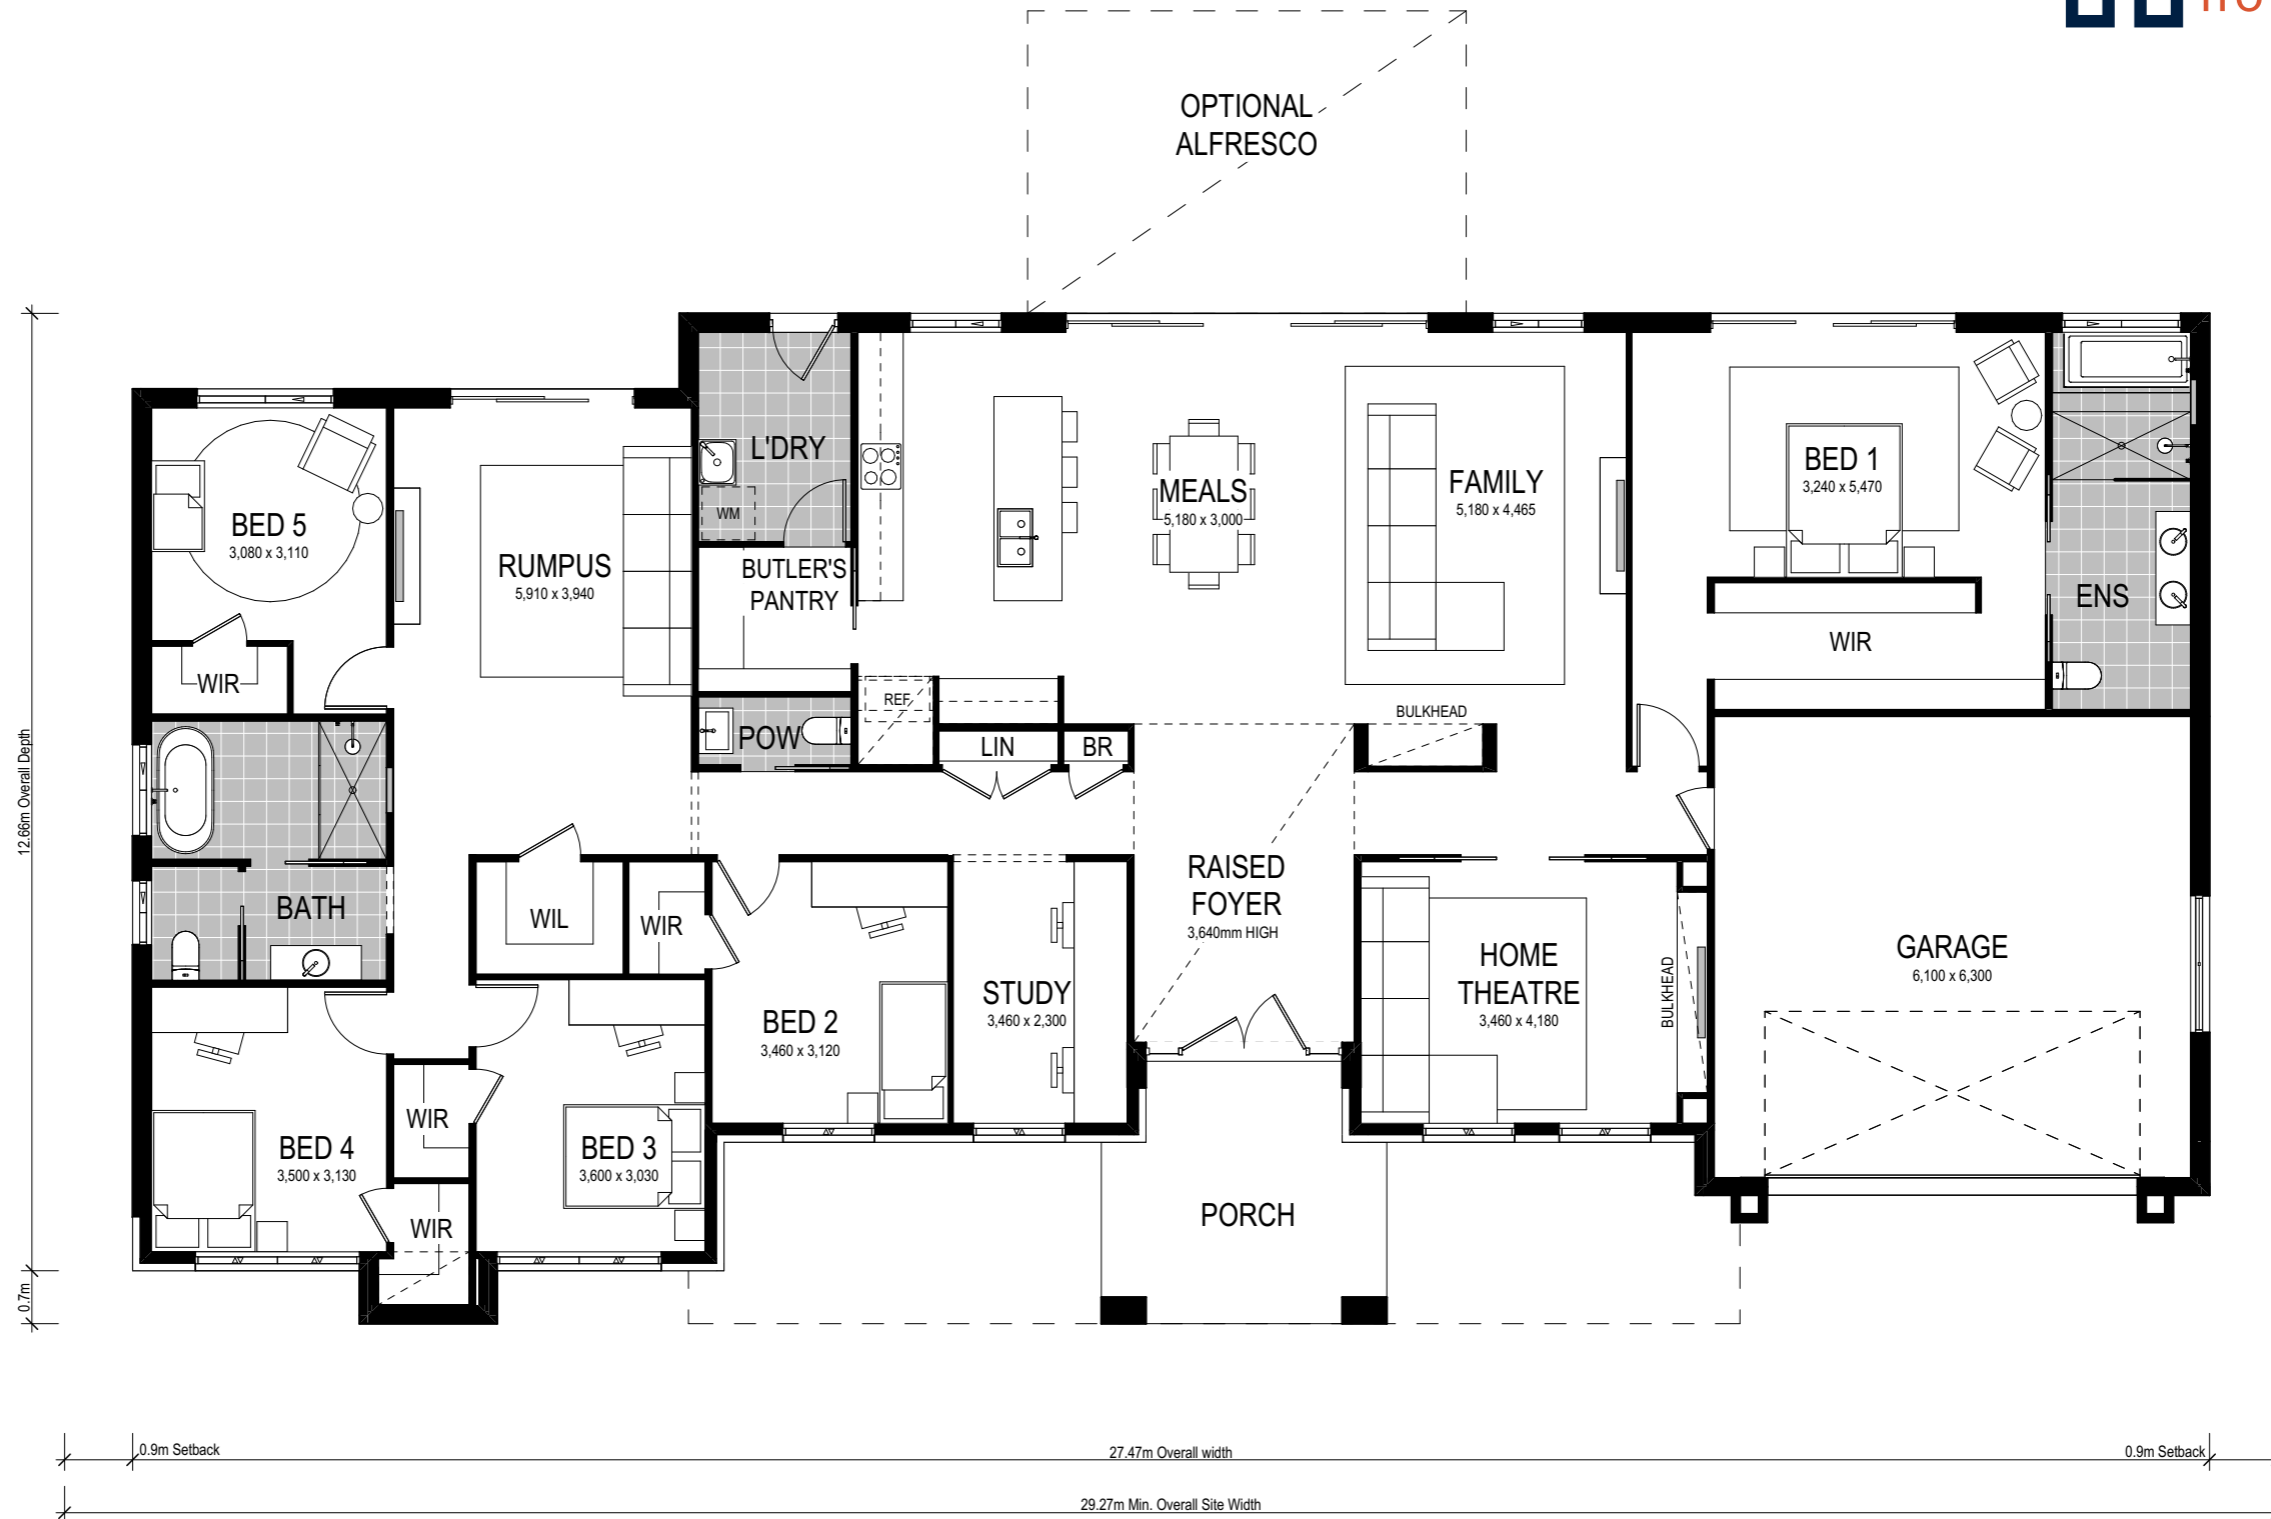 OPTIONAL
ALFRESCO
L'DRY
WM
BED 5
3,080 x 3,110
RUMPUS
5,910 x 3,940
BUTLER'S
PANTRY
MEALS
5,180 x 3,000
FAMILY
5,180 x 4,465
BED 1
3,240 x 5,470
ENS
WIR
WIR
REF
POW
LIN
BR
BULKHEAD
12.66m Overall Depth
BATH
WIL
WIR
RAISED
FOYER
3,640mm HIGH
STUDY
3,460 x 2,300
BED 2
3,460 x 3,120
HOME
THEATRE
3,460 x 4,180
BULKHEAD
GARAGE
6,100 x 6,300
WIR
BED 4
3,500 x 3,130
BED 3
3,600 x 3,030
WIR
PORCH
0.7m
0.9m Setback
27.47m Overall width
0.9m Setback
29.27m Min. Overall Site Width